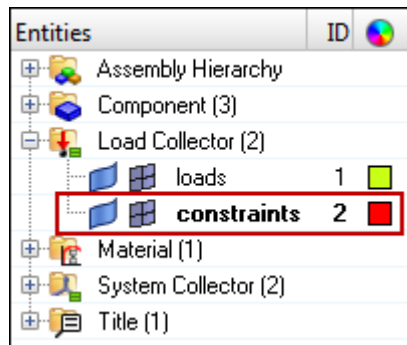 Entities ID
Assembly Hierarchy
Component (3)
Load Collector (2)
loads 1
constraints 2
Material (1)
System Collector (2)
Title (1)